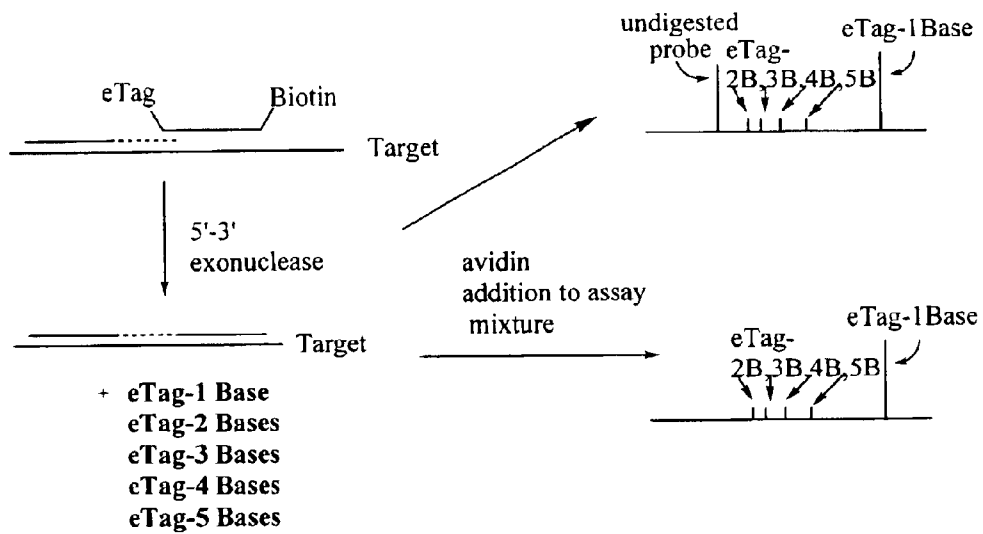 undigested
probe
eTag-
2B,3B,4B,5B
eTag-1Base
eTag
Biotin
Target
5'-3'
exonuclease
avidin
addition to assay
mixture
Target
+ eTag-1 Base
eTag-2 Bases
eTag-3 Bases
eTag-4 Bases
eTag-5 Bases
eTag-1Base
eTag-
2B,3B,4B,5B